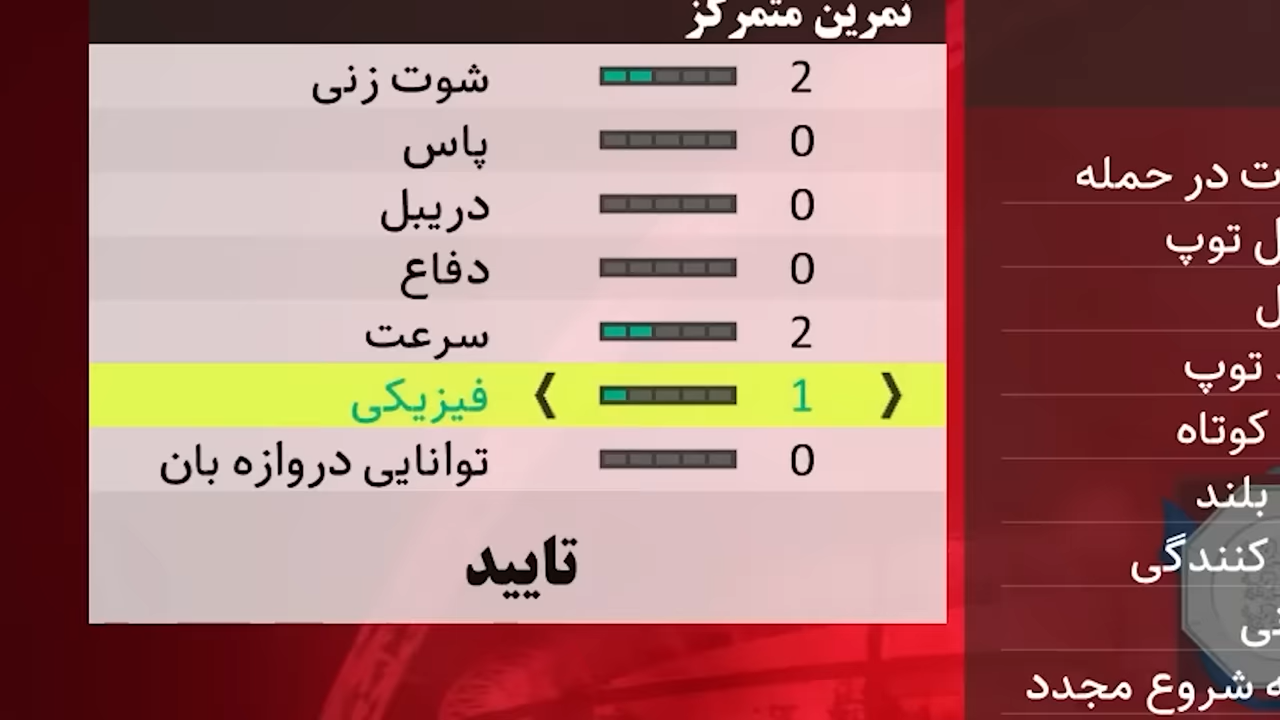 تمرین متمرکز
شوت زنی 2
پاس 0
دریبل 0
دفاع 0
سرعت 2
فیزیکی 1
توانایی دروازه بان 0
تایید
در حمله
توپ
توپ
کوتاه
بلند
کنندگی
شروع مجدد